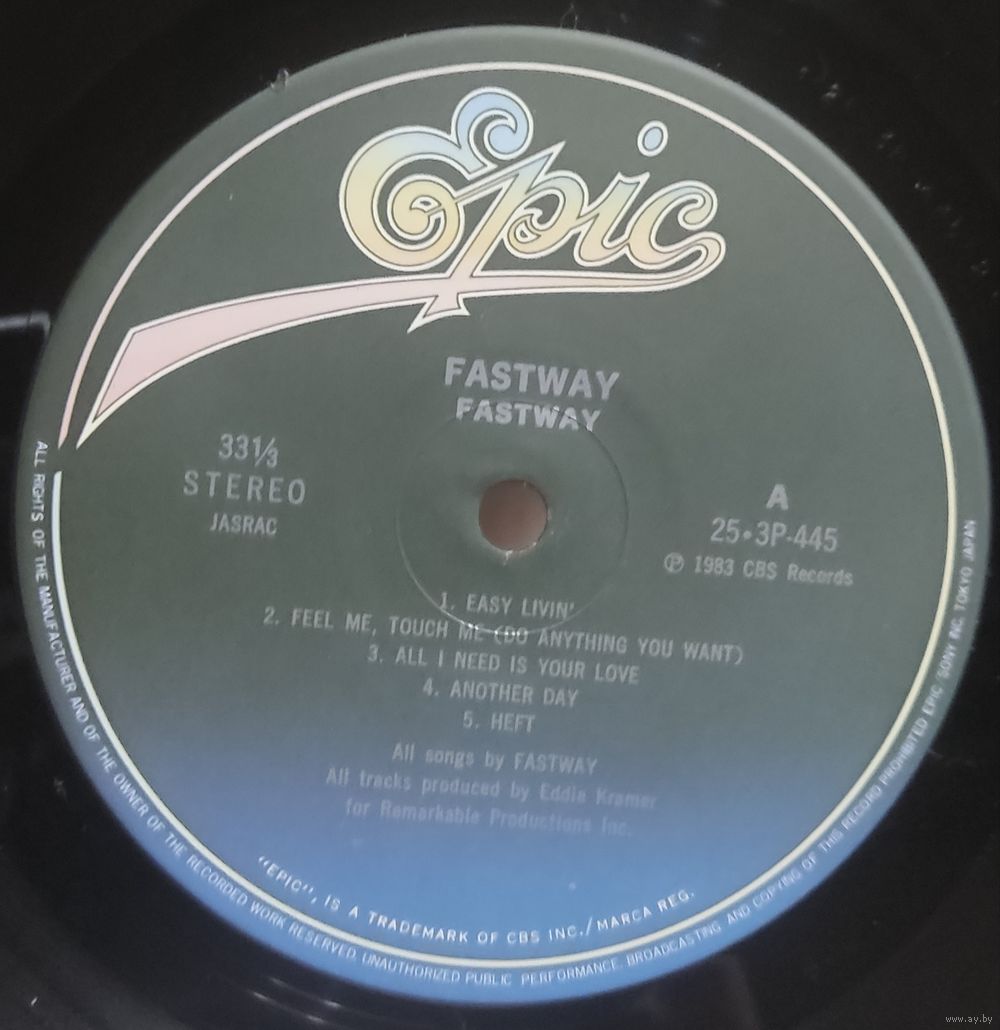 Epic
FASTWAY
FASTWAY
33⅓
STEREO
JASRAC
A
25•3P-445
Ⓟ 1983 CBS Records
1. EASY LIVIN'
2. FEEL ME, TOUCH ME (DO ANYTHING YOU WANT)
3. ALL I NEED IS YOUR LOVE
4. ANOTHER DAY
5. HEFT
All songs by FASTWAY
All tracks produced by Eddie Kramer
for Remarkable Productions Inc.
"EPIC", IS A TRADEMARK OF CBS INC./MARCA REG.
ALL RIGHTS OF THE MANUFACTURER AND OF THE OWNER OF THE RECORDED WORK RESERVED. UNAUTHORIZED PUBLIC PERFORMANCE. BROADCASTING AND COPYING OF THIS RECORD PROHIBITED EPIC/SONY INC. TOKYO JAPAN
www.ay.by